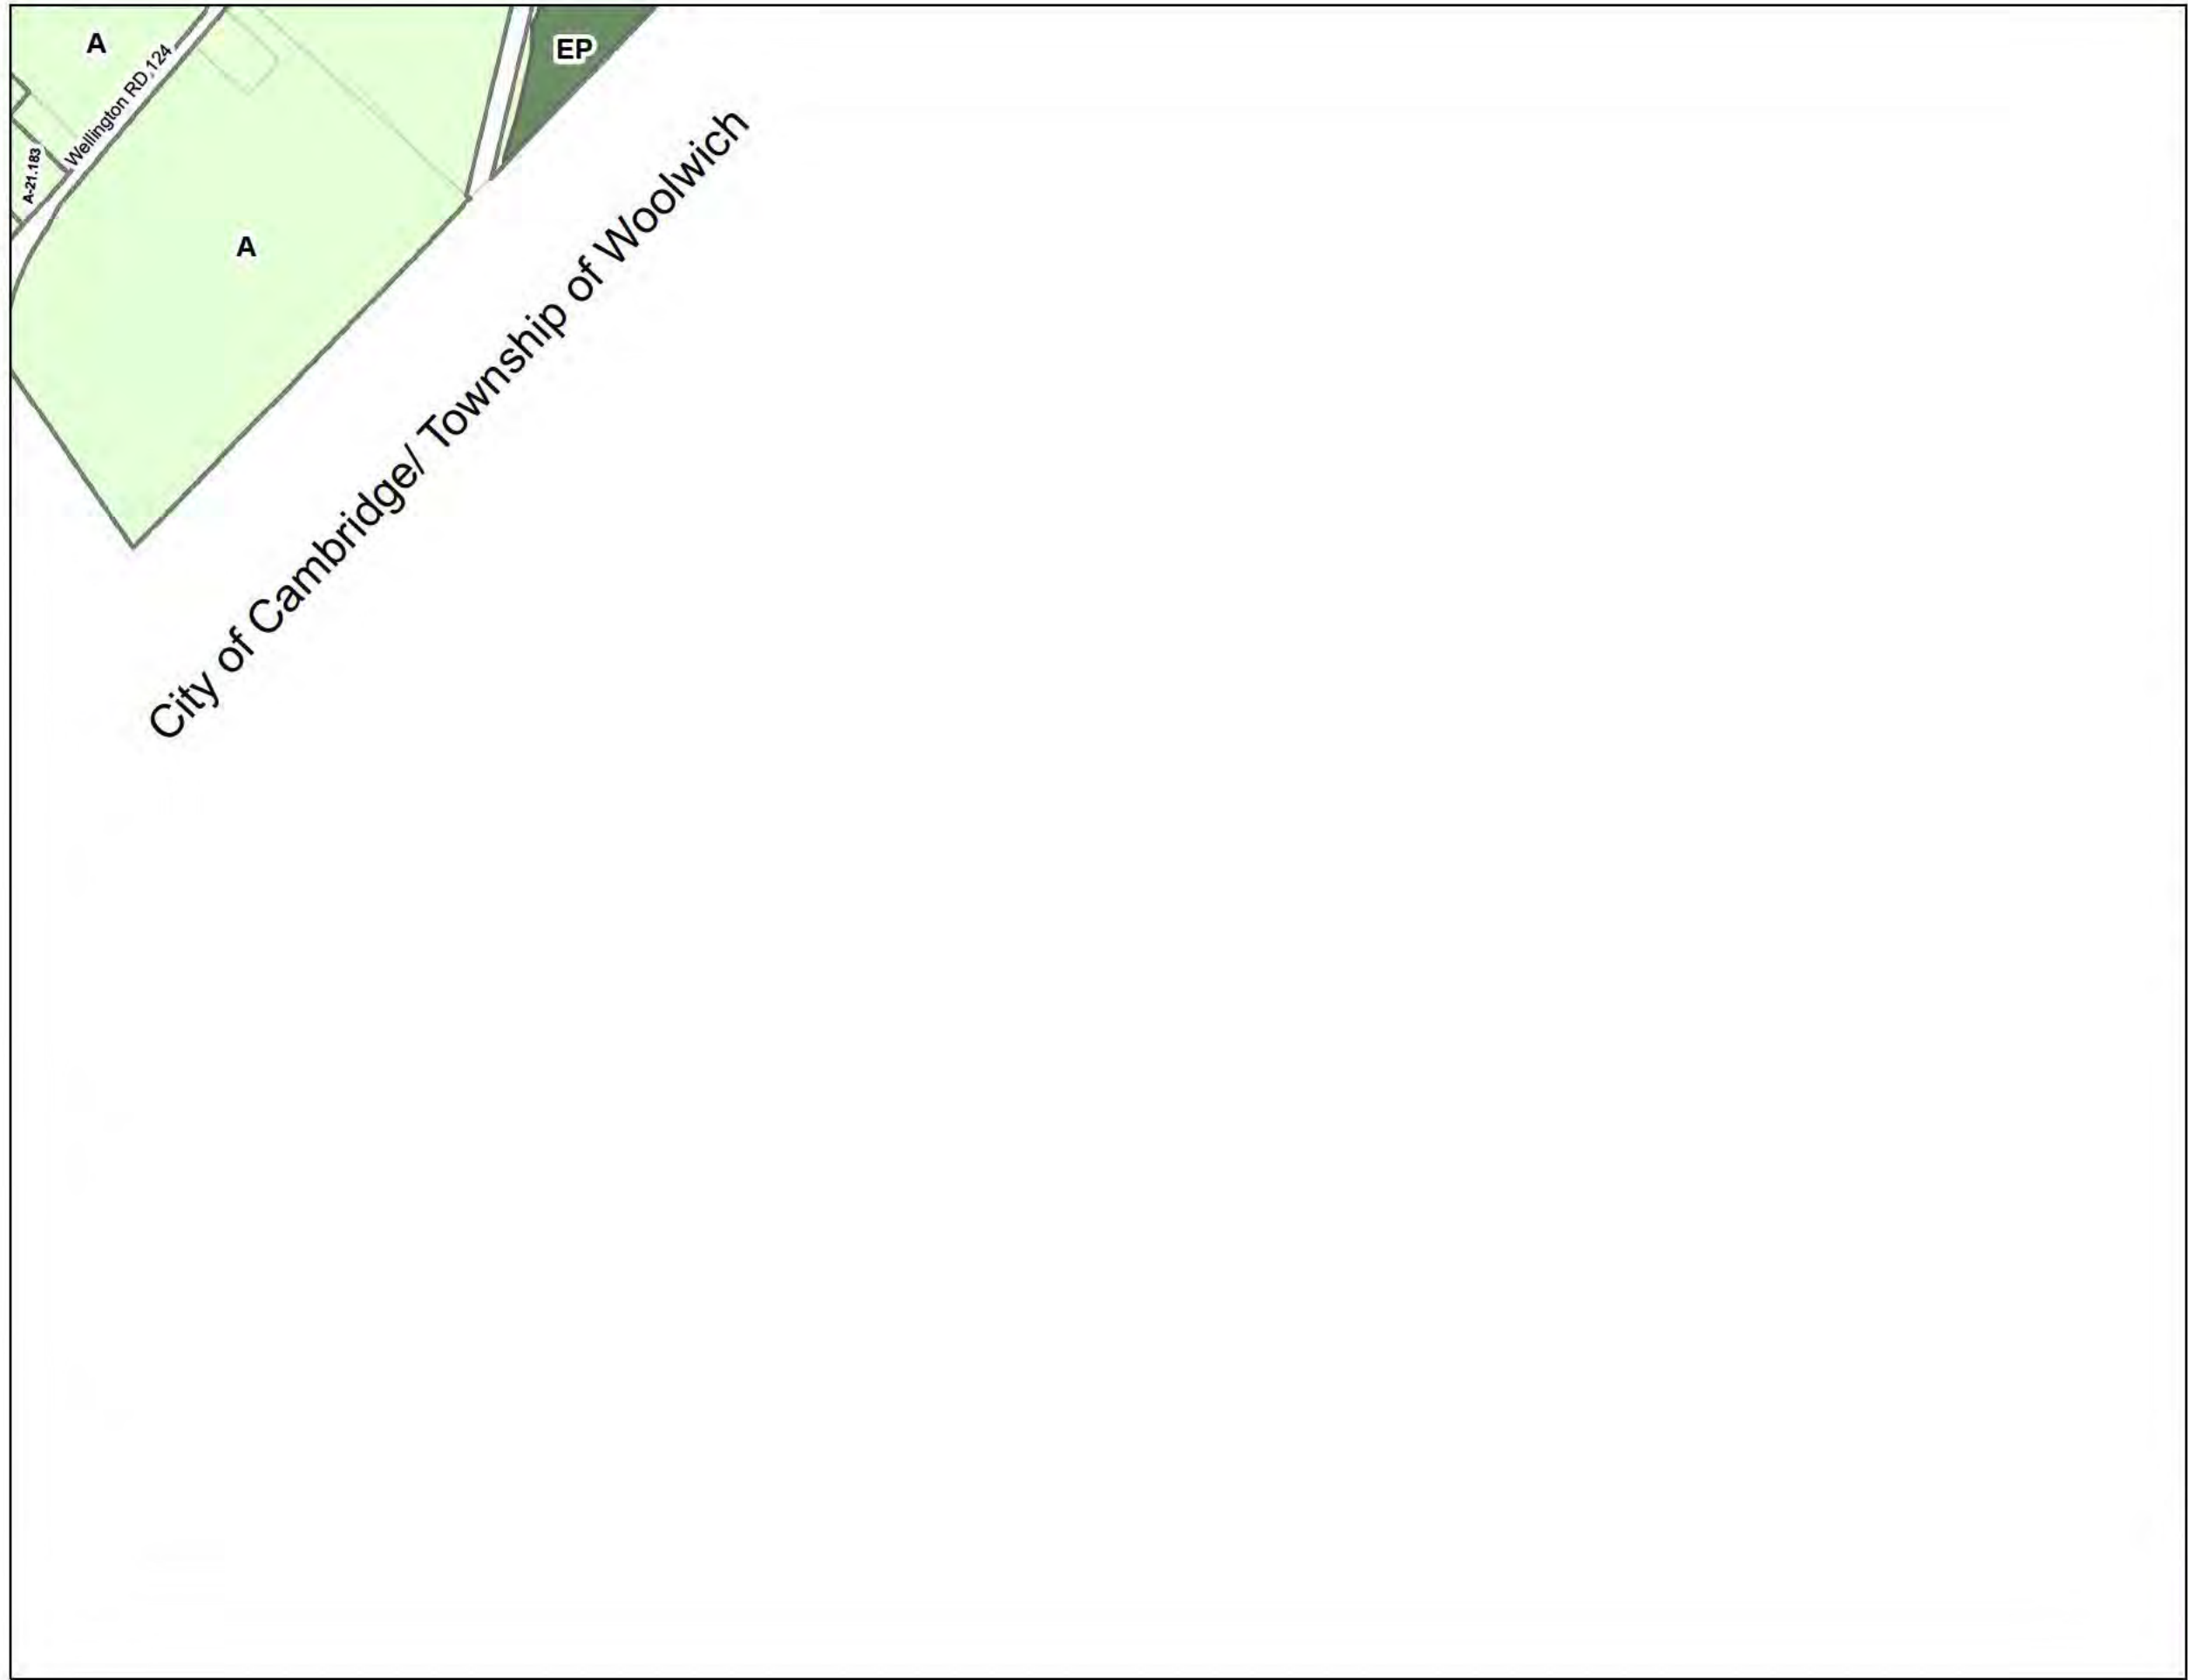 A
EP
Wellington RD 124
A-21.183
A
City of Cambridge/ Township of Woolwich